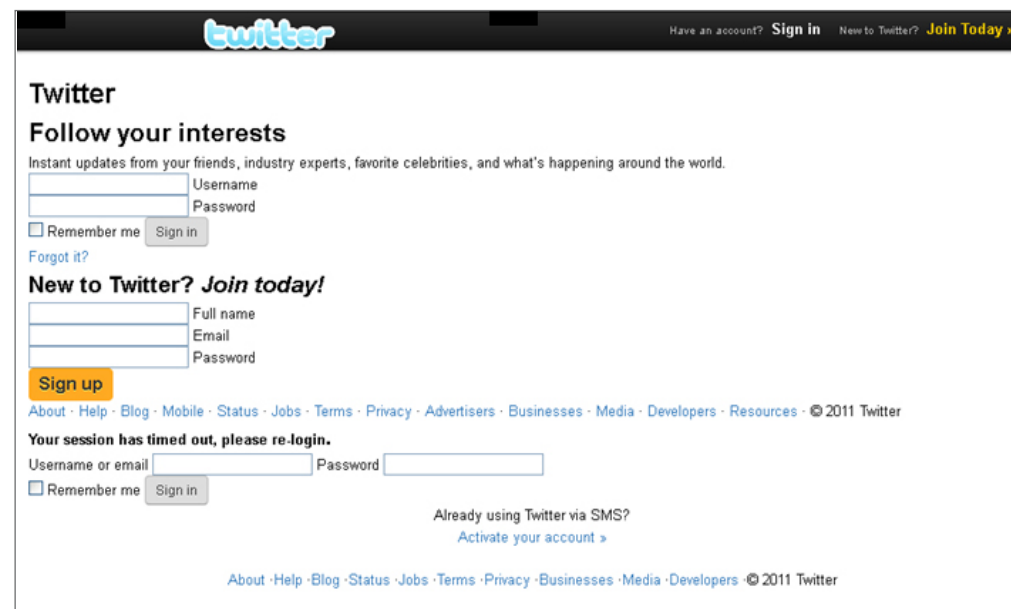 twitter Have an account? Sign in New to Twitter? Join Today »
Twitter
Follow your interests
Instant updates from your friends, industry experts, favorite celebrities, and what's happening around the world.
Username
Password
Remember me Sign in
Forgot it?
New to Twitter? Join today!
Full name
Email
Password
Sign up
About · Help · Blog · Mobile · Status · Jobs · Terms · Privacy · Advertisers · Businesses · Media · Developers · Resources · © 2011 Twitter
Your session has timed out, please re-login.
Username or email Password
Remember me Sign in
Already using Twitter via SMS?
Activate your account »
About ·Help ·Blog ·Status ·Jobs ·Terms ·Privacy ·Businesses ·Media ·Developers ·© 2011 Twitter